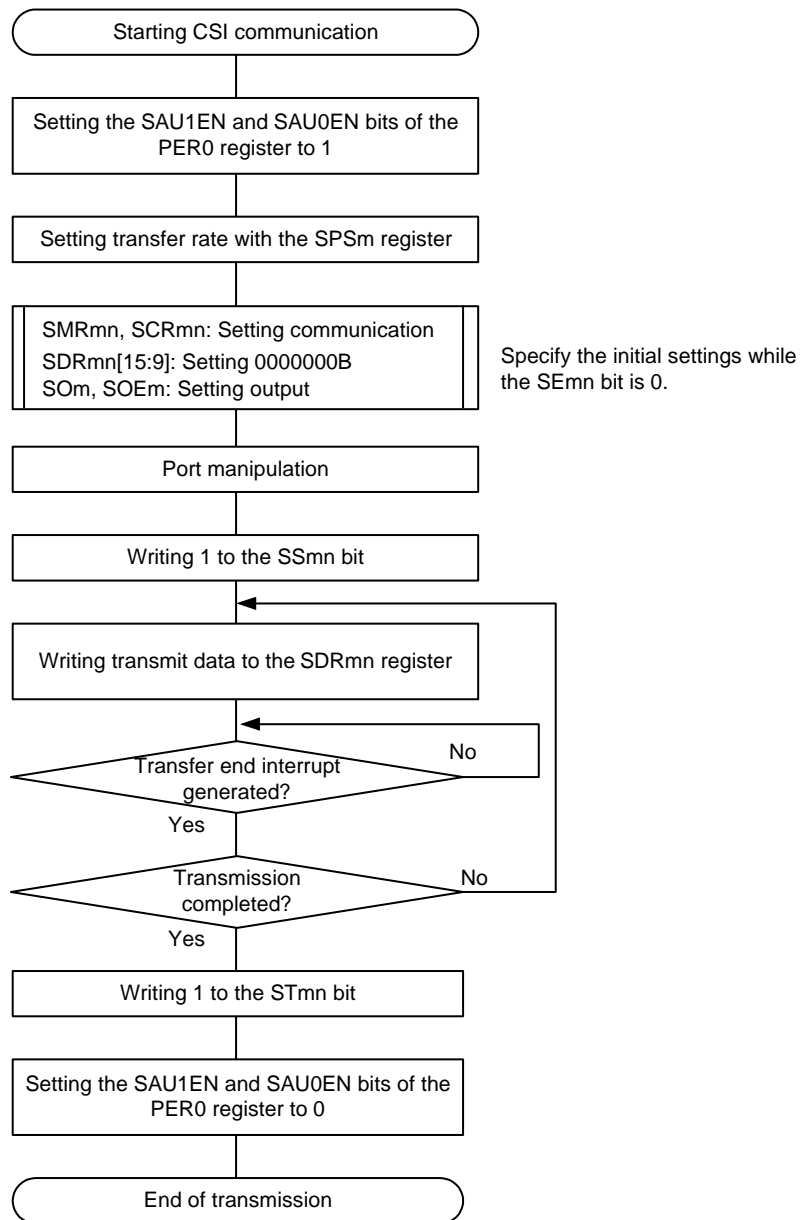 Starting CSI communication
Setting the SAU1EN and SAU0EN bits of the
PER0 register to 1
Setting transfer rate with the SPSm register
SMRmn, SCRmn: Setting communication
SDRmn[15:9]: Setting 0000000B
SOm, SOEm: Setting output
Specify the initial settings while
the SEmn bit is 0.
Port manipulation
Writing 1 to the SSmn bit
Writing transmit data to the SDRmn register
No
Transfer end interrupt
generated?
Yes
Transmission
completed?
No
Yes
Writing 1 to the STmn bit
Setting the SAU1EN and SAU0EN bits of the
PER0 register to 0
End of transmission